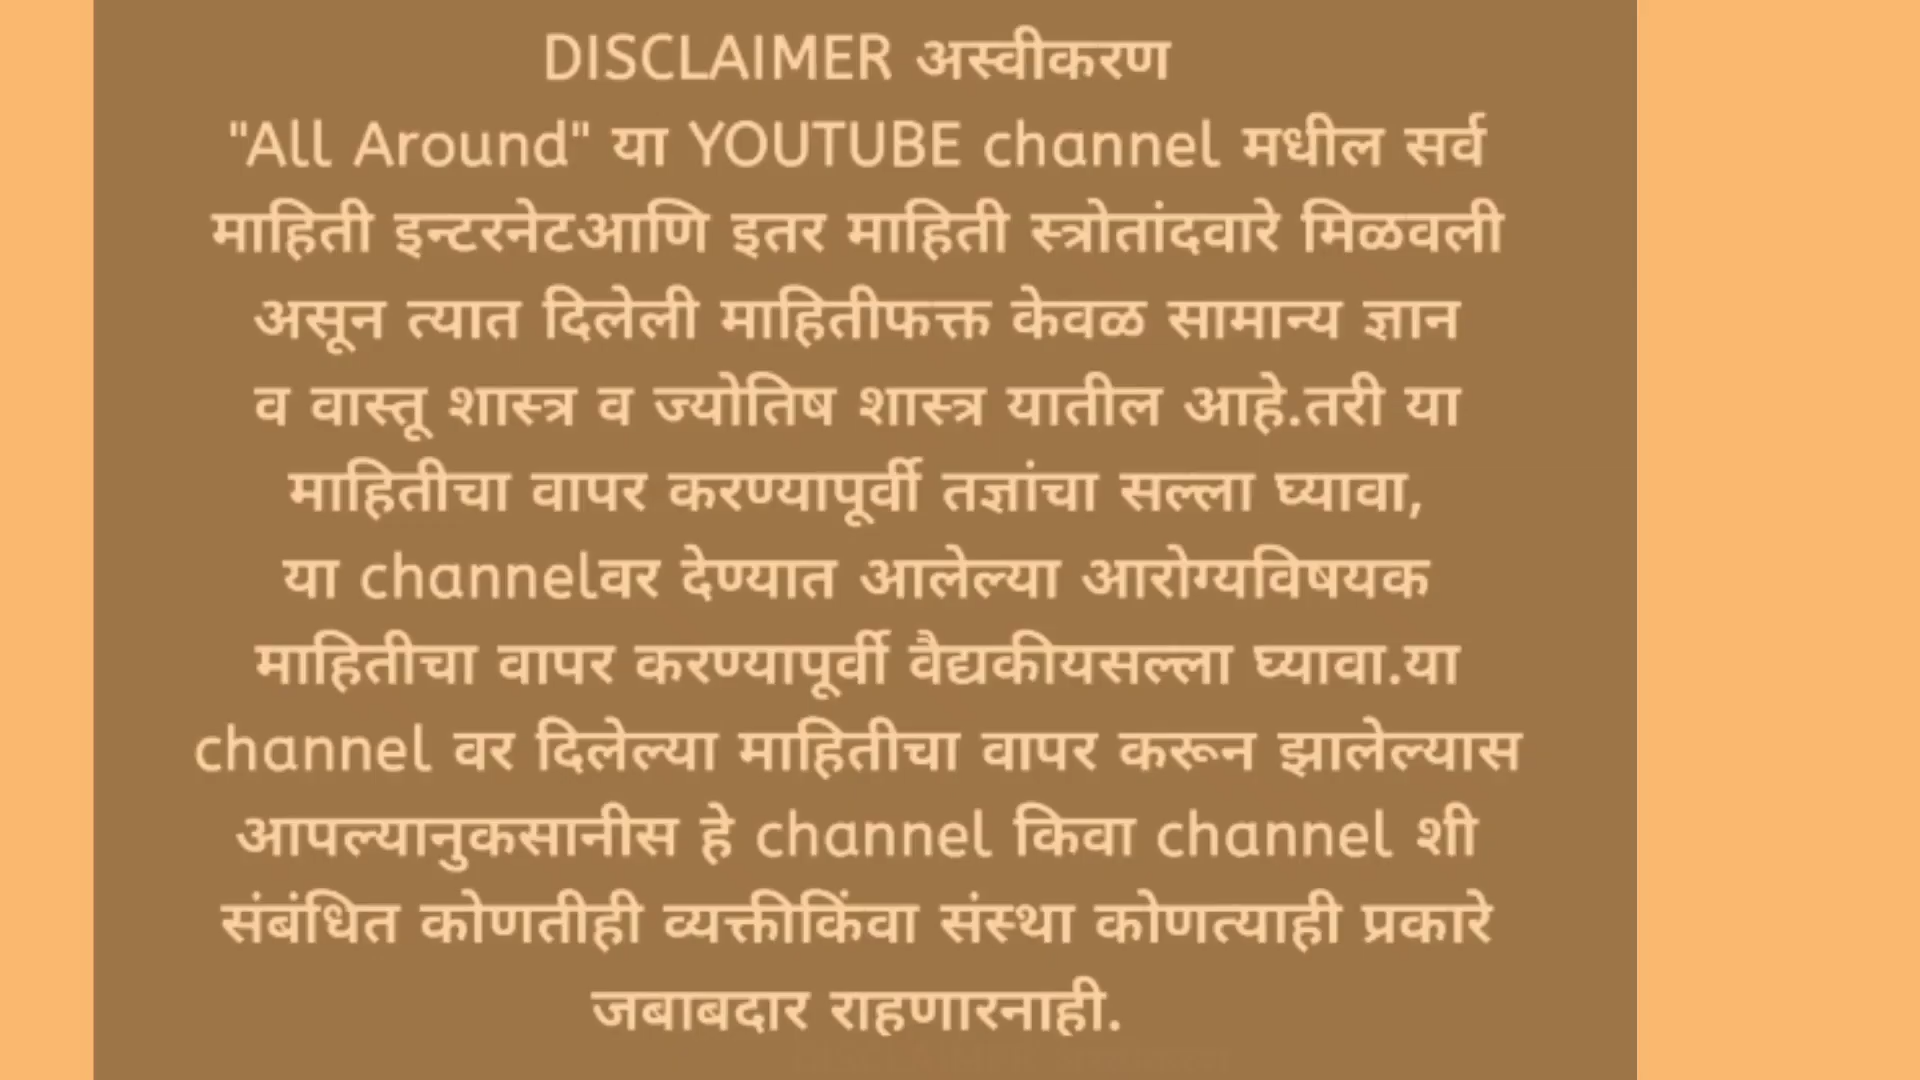 DISCLAIMER अस्वीकरण
"All Around" या YOUTUBE channel मधील सर्व
माहिती इन्टरनेटआणि इतर माहिती स्त्रोतांदवारे मिळवली
असून त्यात दिलेली माहितीफक्त केवळ सामान्य ज्ञान
व वास्तू शास्त्र व ज्योतिष शास्त्र यातील आहे.तरी या
माहितीचा वापर करण्यापूर्वी तज्ञांचा सल्ला घ्यावा,
या channelवर देण्यात आलेल्या आरोग्यविषयक
माहितीचा वापर करण्यापूर्वी वैद्यकीयसल्ला घ्यावा.या
channel वर दिलेल्या माहितीचा वापर करून झालेल्यास
आपल्यानुकसानीस हे channel किवा channel शी
संबंधित कोणतीही व्यक्तीकिंवा संस्था कोणत्याही प्रकारे
जबाबदार राहणारनाही.